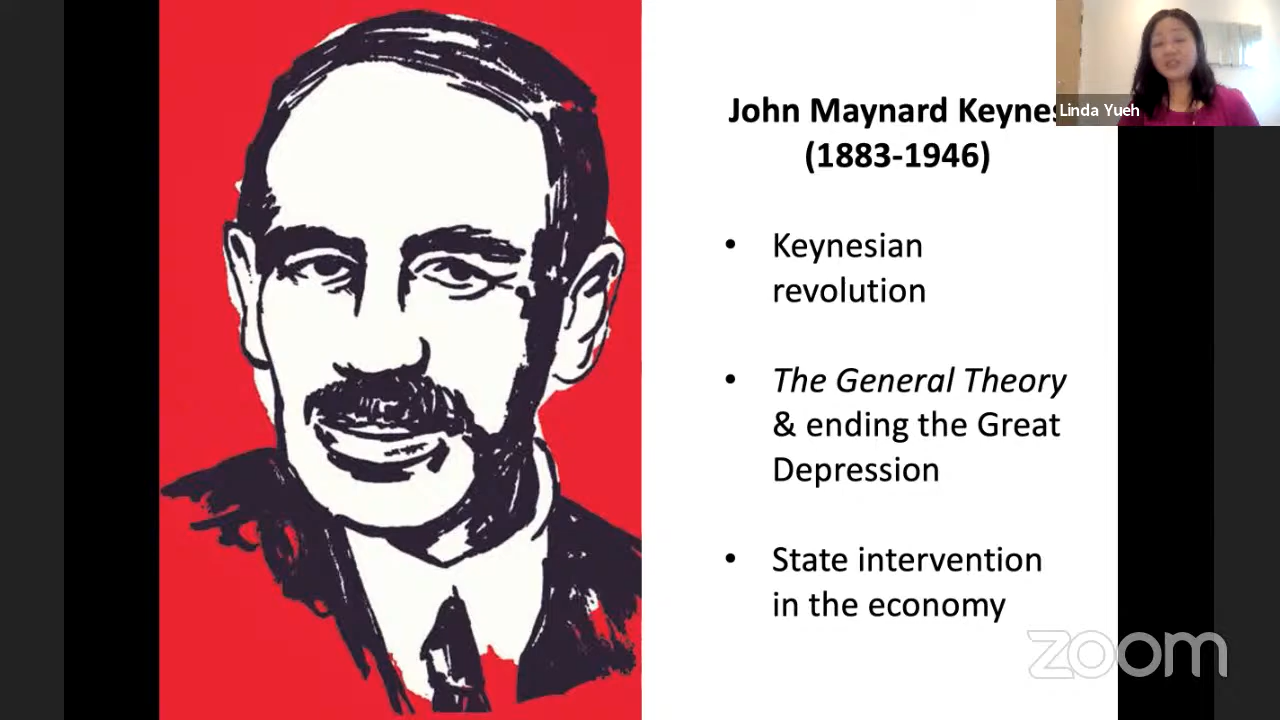 John Maynard Keynes
(1883-1946)
Linda Yueh
• Keynesian
revolution
• The General Theory
& ending the Great
Depression
• State intervention
in the economy
zoom